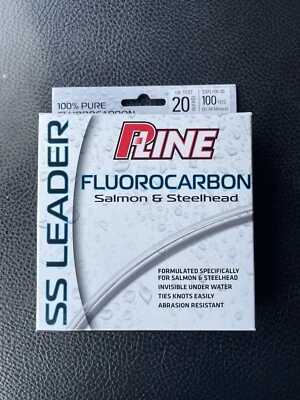 100% PURE
FLUOROCARBON
LB. TEST
20
100
YDS
P-LINE
FLUOROCARBON
Salmon & Steelhead
SS LEADER
FORMULATED SPECIFICALLY
FOR SALMON & STEELHEAD
INVISIBLE UNDER WATER
TIES KNOTS EASILY
ABRASION RESISTANT